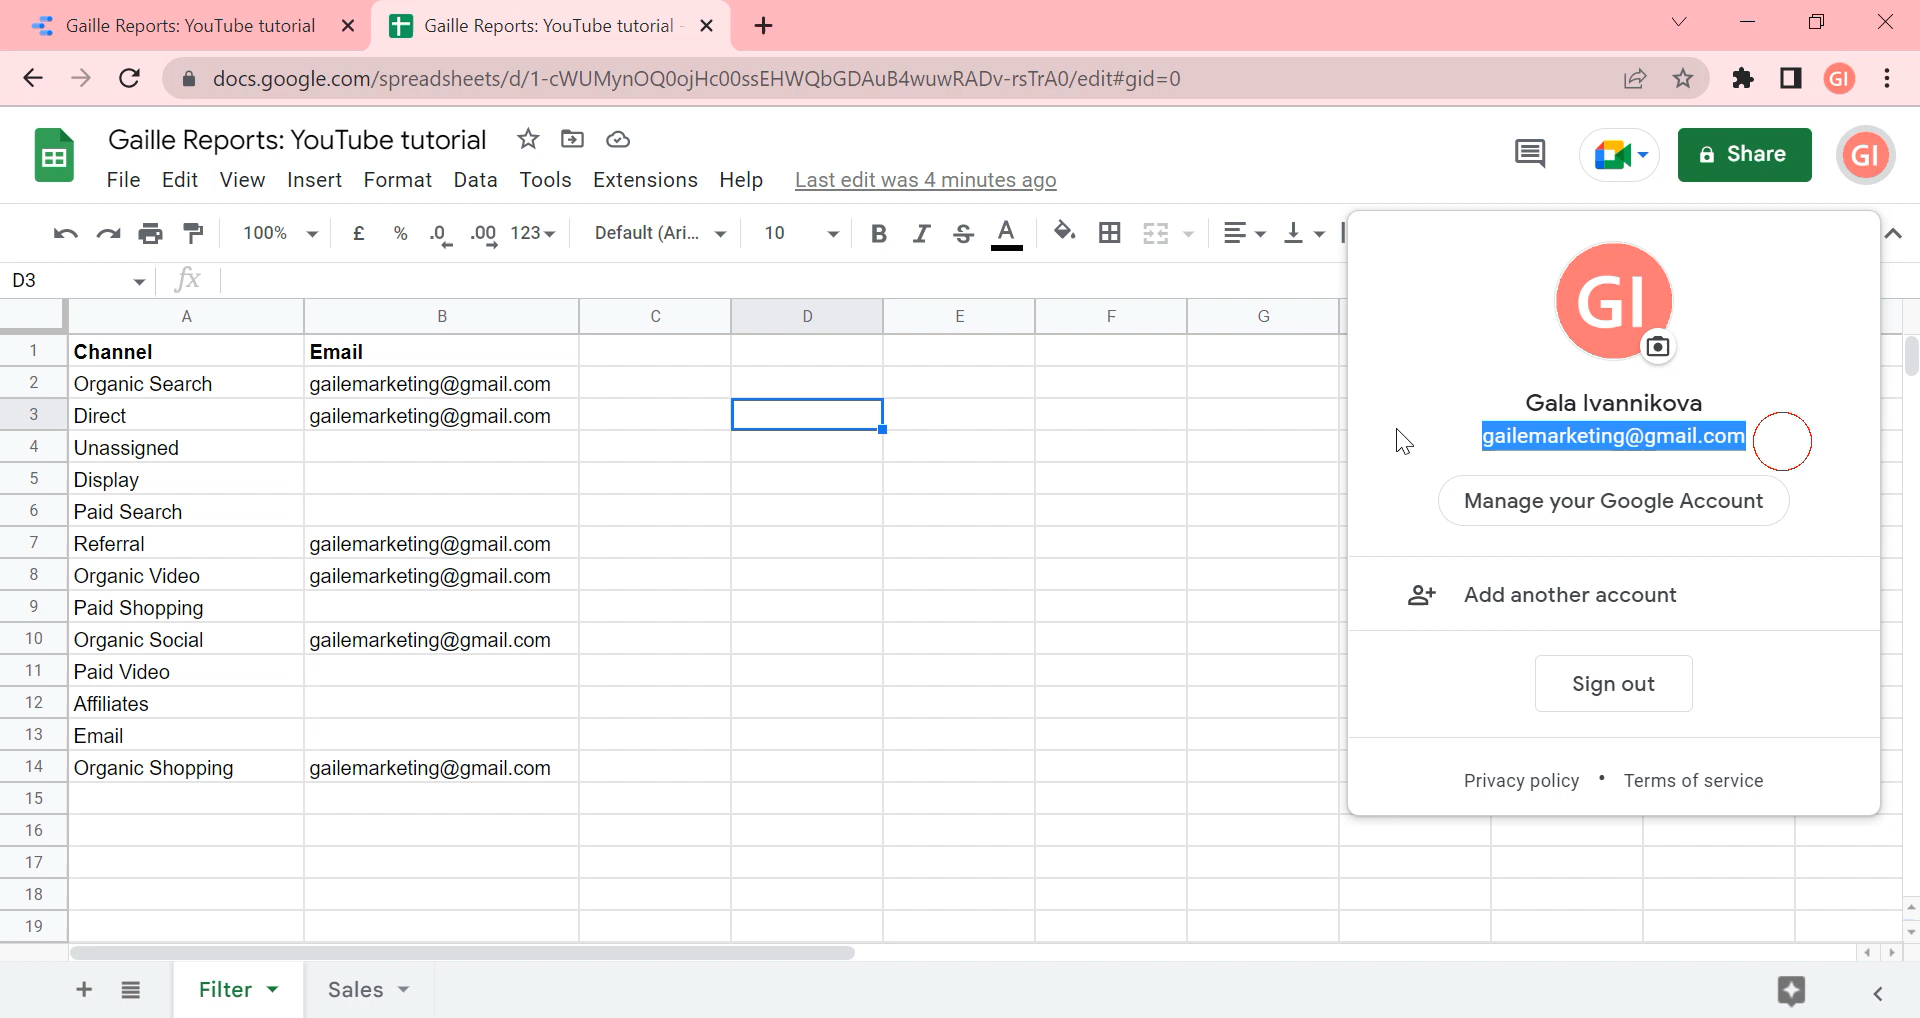 Gaille Reports: YouTube tutorial
Gaille Reports: YouTube tutorial -
docs.google.com/spreadsheets/d/1-cWUMynOQ0ojHc00ssEHWQbGDAuB4wuwRADv-rsTrA0/edit#gid=0
GI
Gaille Reports: YouTube tutorial
File Edit View Insert Format Data Tools Extensions Help Last edit was 4 minutes ago
Share
GI
100% £ % .0 .00 123 Default (Ari... 10 B I S A
D3 fx
A B C D E F G
1 Channel Email
2 Organic Search gailemarketing@gmail.com
3 Direct gailemarketing@gmail.com
4 Unassigned
5 Display
6 Paid Search
7 Referral gailemarketing@gmail.com
8 Organic Video gailemarketing@gmail.com
9 Paid Shopping
10 Organic Social gailemarketing@gmail.com
11 Paid Video
12 Affiliates
13 Email
14 Organic Shopping gailemarketing@gmail.com
15
16
17
18
19
GI
Gala Ivannikova
gailemarketing@gmail.com
Manage your Google Account
Add another account
Sign out
Privacy policy • Terms of service
Filter Sales